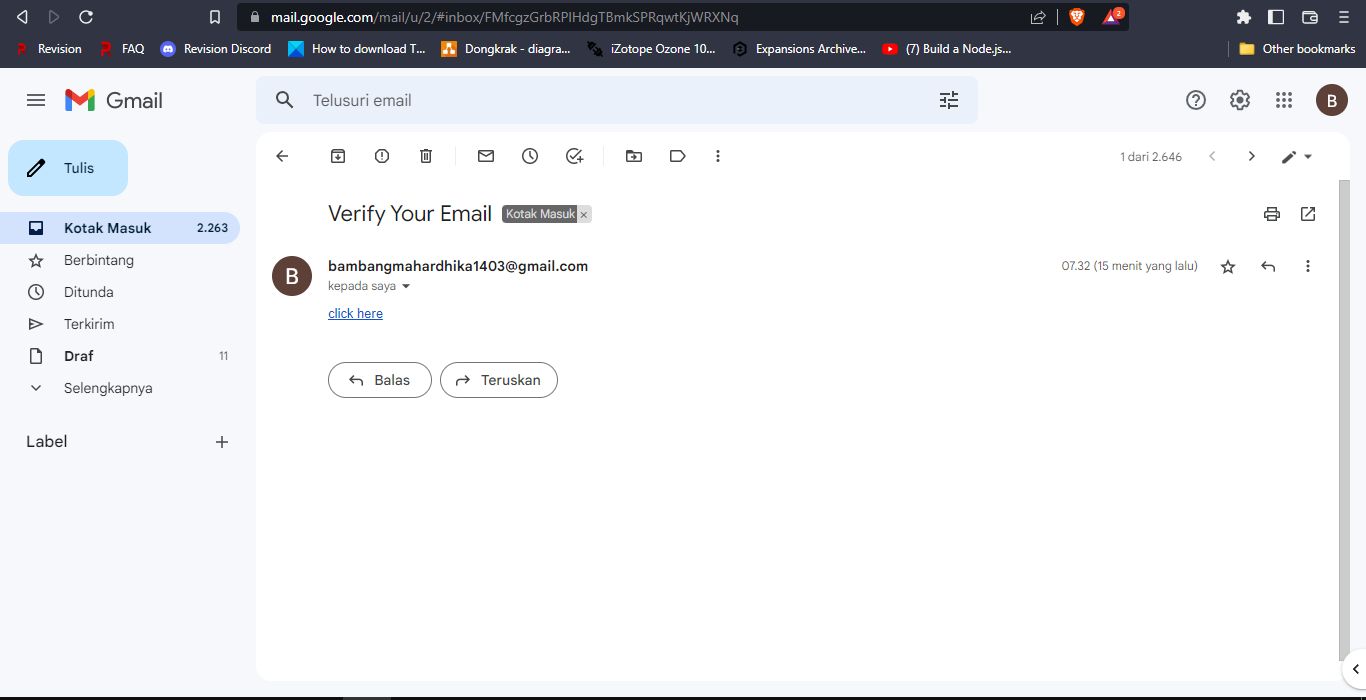 mail.google.com/mail/u/2/#inbox/FMfcgzGrbRPIHdgTBmkSPRqwtKjWRXNq
2
Revision
FAQ
Revision Discord
How to download T...
Dongkrak - diagra...
iZotope Ozone 10...
Expansions Archive...
(7) Build a Node.js...
Other bookmarks
Gmail
Telusuri email
B
Tulis
1 dari 2.646
Kotak Masuk 2.263
Berbintang
Ditunda
Terkirim
Draf 11
Selengkapnya
Label
Verify Your Email Kotak Masuk ×
B
bambangmahardhika1403@gmail.com 07.32 (15 menit yang lalu)
kepada saya
click here
Balas
Teruskan